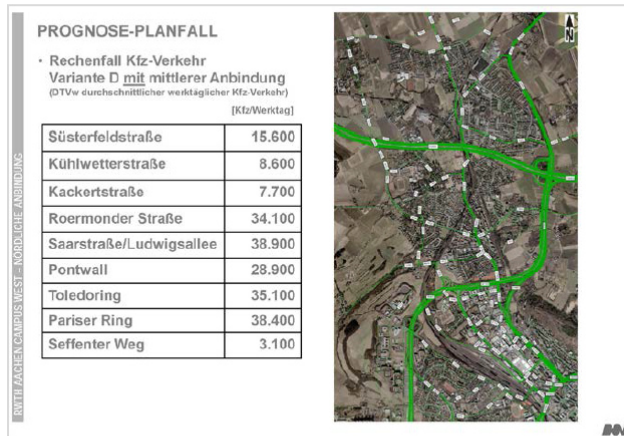 PROGNOSE-PLANFALL
• Rechenfall Kfz-Verkehr
Variante D mit mittlerer Anbindung
(DTVw durchschnittlicher werktäglicher Kfz-Verkehr)
[Kfz/Werktag]
Süsterfeldstraße 15.600
Kühlwetterstraße 8.600
Kackertstraße 7.700
Roermonder Straße 34.100
Saarstraße/Ludwigsallee 38.900
Pontwall 28.900
Toledoring 35.100
Pariser Ring 38.400
Seffenter Weg 3.100
RWTH AACHEN CAMPUS WEST – NÖRDLICHE ANBINDUNG